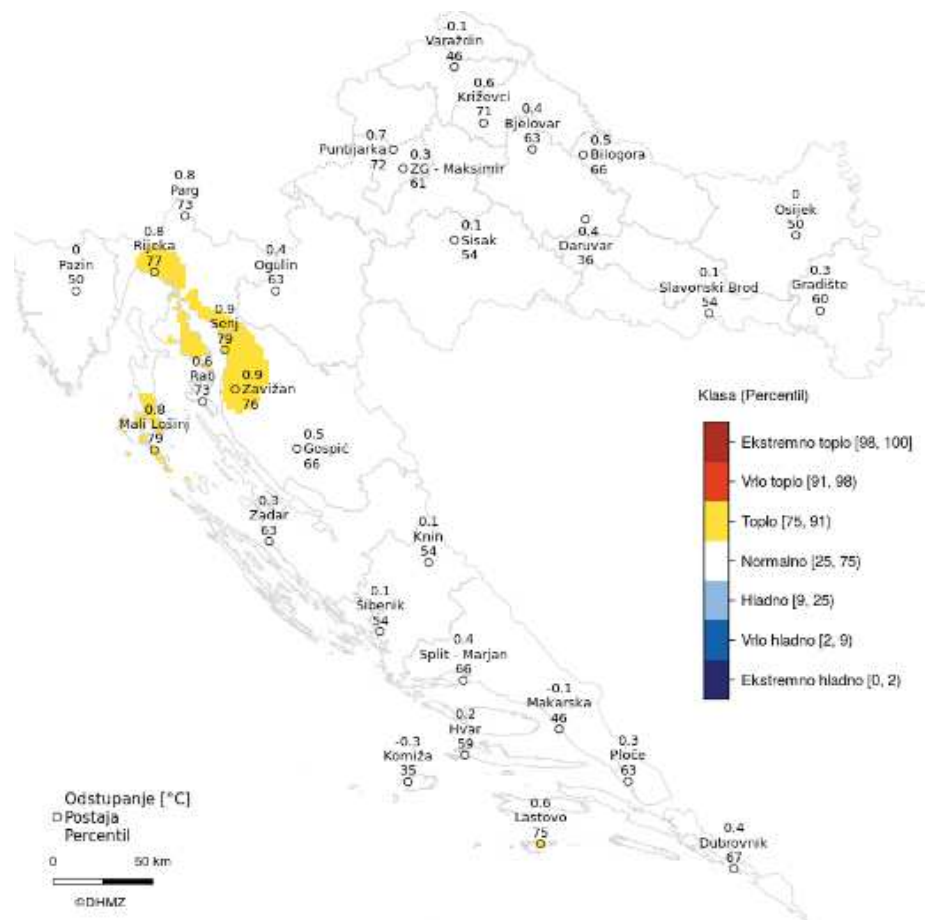 -0.1
Varaždin
46
0.6
Križevci
71
0.4
Bjelovar
63
0.5
Bilogora
66
0.7
Puntijarka
72
0.3
ZG - Maksimir
61
0.8
Parg
73
0
Osijek
50
0.1
Sisak
54
0.4
Daruvar
36
0.8
Rijeka
77
0
Pazin
50
0.4
Ogulin
63
0.1
Slavonski Brod
54
0.3
Gradište
60
0.9
Senj
79
0.6
Rab
73
0.9
Zavižan
76
0.8
Mali Lošinj
79
0.5
Gospić
66
0.3
Zadar
63
0.1
Knin
54
0.1
Šibenik
54
0.4
Split - Marjan
66
-0.1
Makarska
46
0.2
Hvar
59
-0.3
Komiža
35
0.3
Ploče
63
0.6
Lastovo
75
0.4
Dubrovnik
67
Klasa (Percentil)
Ekstremno toplo [98, 100]
Vrlo toplo [91, 98)
Toplo [75, 91)
Normalno [25, 75)
Hladno [9, 25)
Vrlo hladno [2, 9)
Ekstremno hladno [0, 2)
Odstupanje [°C]
Postaja
Percentil
0 50 km
©DHMZ